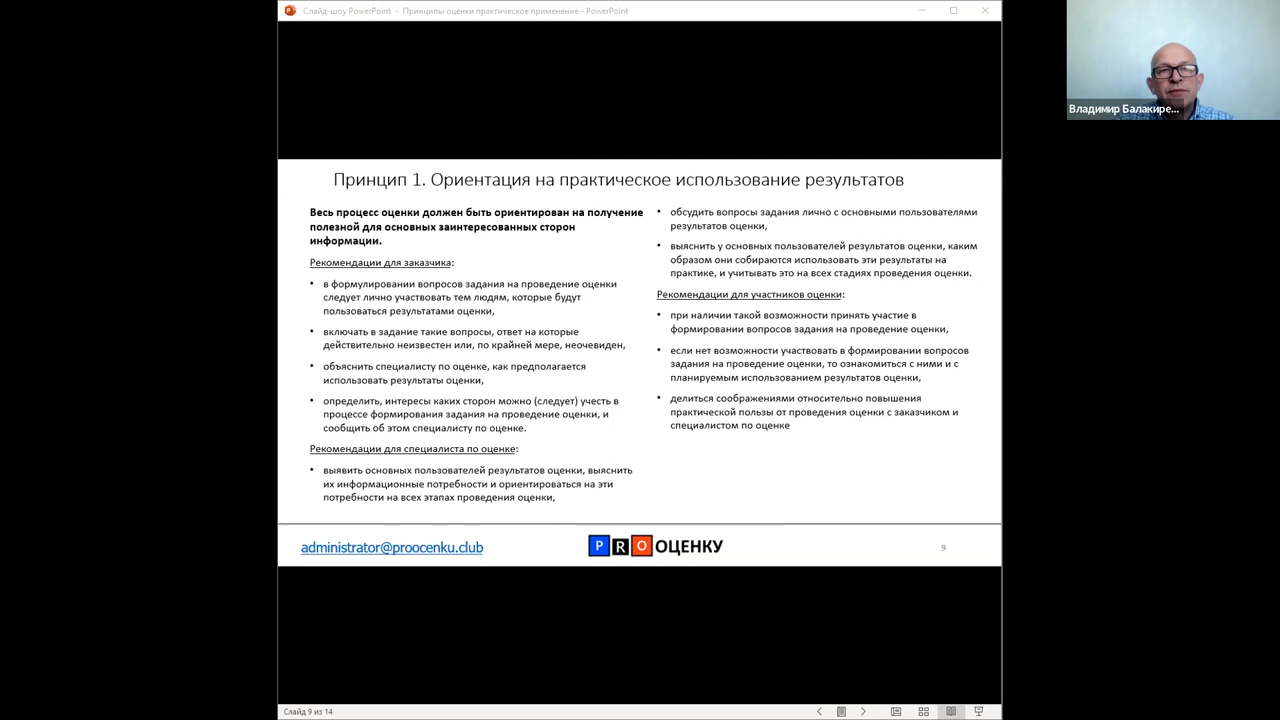 Слайд-шоу PowerPoint - Принципы оценки практическое применение - PowerPoint
Владимир Балакире...
Принцип 1. Ориентация на практическое использование результатов
Весь процесс оценки должен быть ориентирован на получение
полезной для основных заинтересованных сторон
информации.
Рекомендации для заказчика:
• в формулировании вопросов задания на проведение оценки
следует лично участвовать тем людям, которые будут
пользоваться результатами оценки,
• включать в задание такие вопросы, ответ на которые
действительно неизвестен или, по крайней мере, неочевиден,
• объяснить специалисту по оценке, как предполагается
использовать результаты оценки,
• определить, интересы каких сторон можно (следует) учесть в
процессе формирования задания на проведение оценки, и
сообщить об этом специалисту по оценке.
Рекомендации для специалиста по оценке:
• выявить основных пользователей результатов оценки, выяснить
их информационные потребности и ориентироваться на эти
потребности на всех этапах проведения оценки,
• обсудить вопросы задания лично с основными пользователями
результатов оценки,
• выяснить у основных пользователей результатов оценки, каким
образом они собираются использовать эти результаты на
практике, и учитывать это на всех стадиях проведения оценки.
Рекомендации для участников оценки:
• при наличии такой возможности принять участие в
формировании вопросов задания на проведение оценки,
• если нет возможности участвовать в формировании вопросов
задания на проведение оценки, то ознакомиться с ними и с
планируемым использованием результатов оценки,
• делиться соображениями относительно повышения
практической пользы от проведения оценки с заказчиком и
специалистом по оценке
administrator@proocenku.club
PRO ОЦЕНКУ
9
Слайд 9 из 14